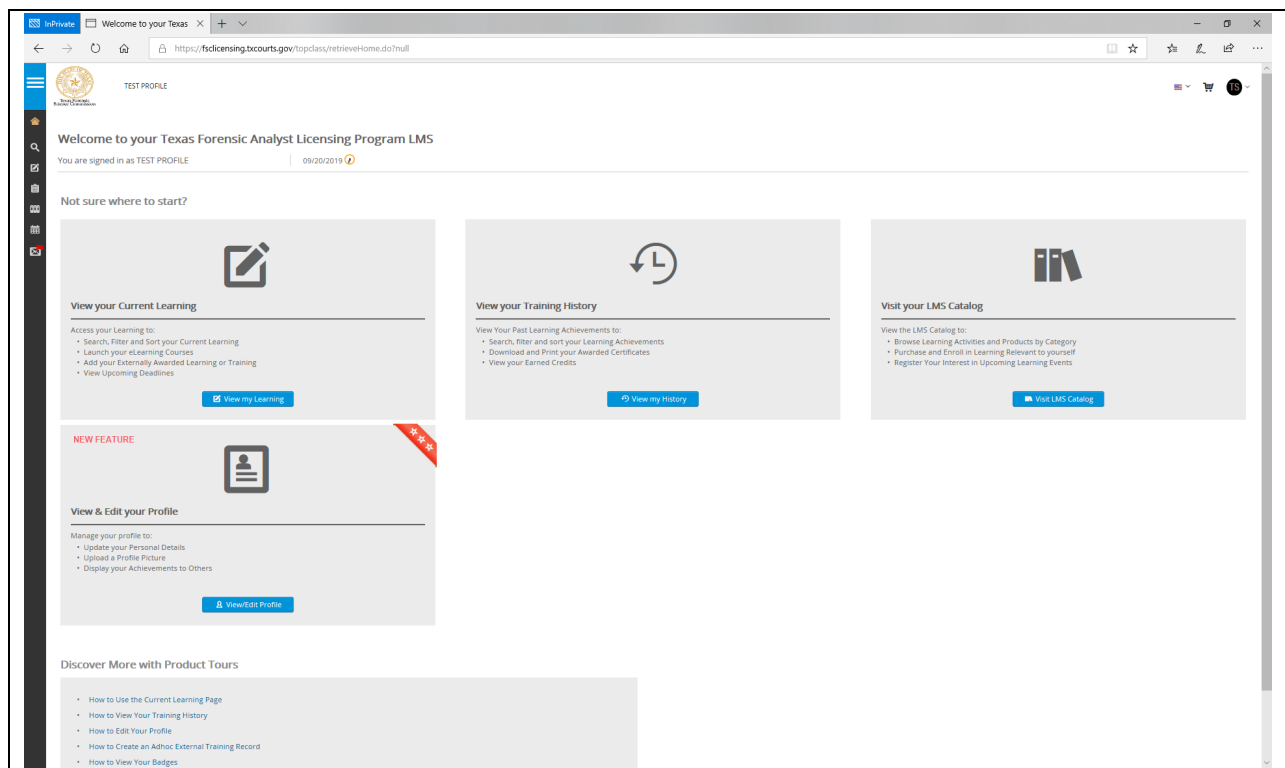 InPrivate
Welcome to your Texas
https://fsclicensing.txcourts.gov/topclass/retrieveHome.do?null
Texas Forensic
Science Commission
TEST PROFILE
TS
Welcome to your Texas Forensic Analyst Licensing Program LMS
You are signed in as TEST PROFILE
09/20/2019
Not sure where to start?
View your Current Learning
Access your Learning to:
• Search, Filter and Sort your Current Learning
• Launch your eLearning Courses
• Add your Externally Awarded Learning or Training
• View Upcoming Deadlines
View my Learning
View your Training History
View Your Past Learning Achievements to:
• Search, filter and sort your Learning Achievements
• Download and Print your Awarded Certificates
• View your Earned Credits
View my History
Visit your LMS Catalog
View the LMS Catalog to:
• Browse Learning Activities and Products by Category
• Purchase and Enroll in Learning Relevant to yourself
• Register Your Interest in Upcoming Learning Events
Visit LMS Catalog
NEW FEATURE
View & Edit your Profile
Manage your profile to:
• Update your Personal Details
• Upload a Profile Picture
• Display your Achievements to Others
View/Edit Profile
Discover More with Product Tours
• How to Use the Current Learning Page
• How to View Your Training History
• How to Edit Your Profile
• How to Create an Adhoc External Training Record
• How to View Your Badges